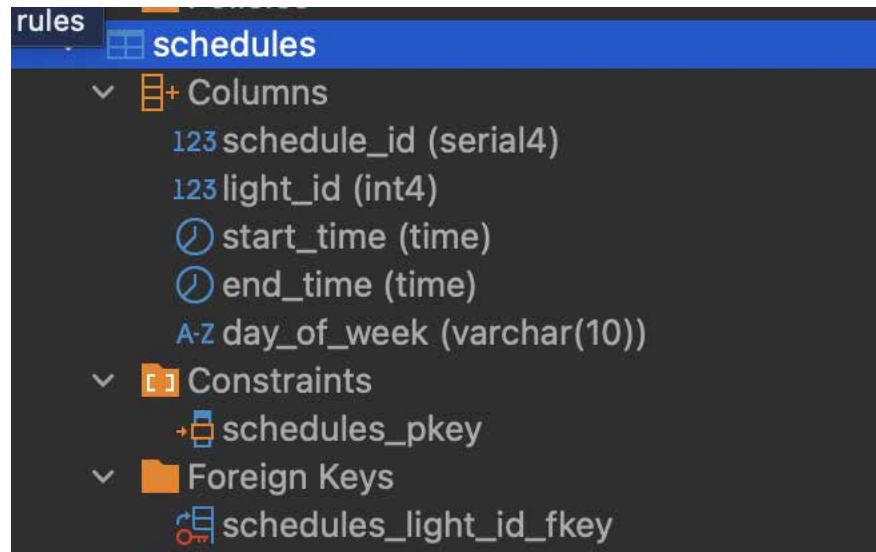 rules
schedules
Columns
123 schedule_id (serial4)
123 light_id (int4)
start_time (time)
end_time (time)
A-Z day_of_week (varchar(10))
Constraints
schedules_pkey
Foreign Keys
schedules_light_id_fkey